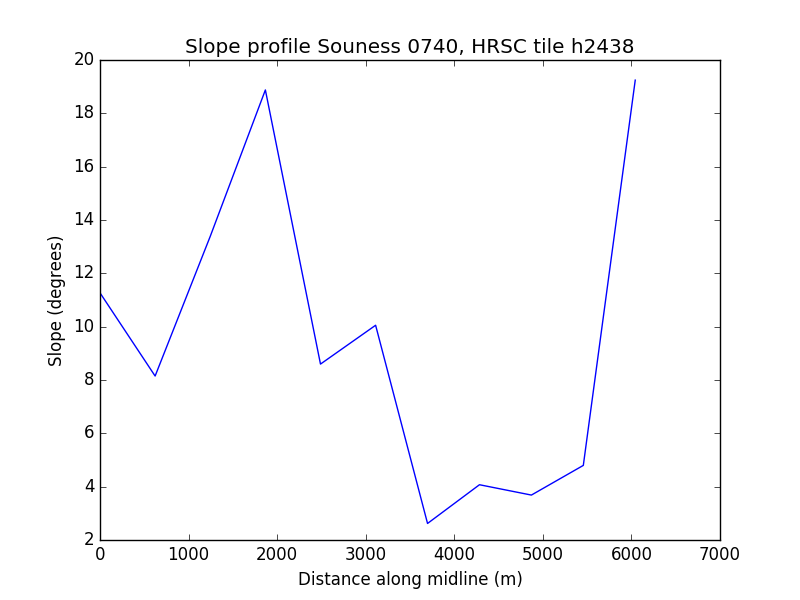 Slope profile Souness 0740, HRSC tile h2438
20
18
16
14
12
10
8
6
4
2
Slope (degrees)
0 1000 2000 3000 4000 5000 6000 7000
Distance along midline (m)